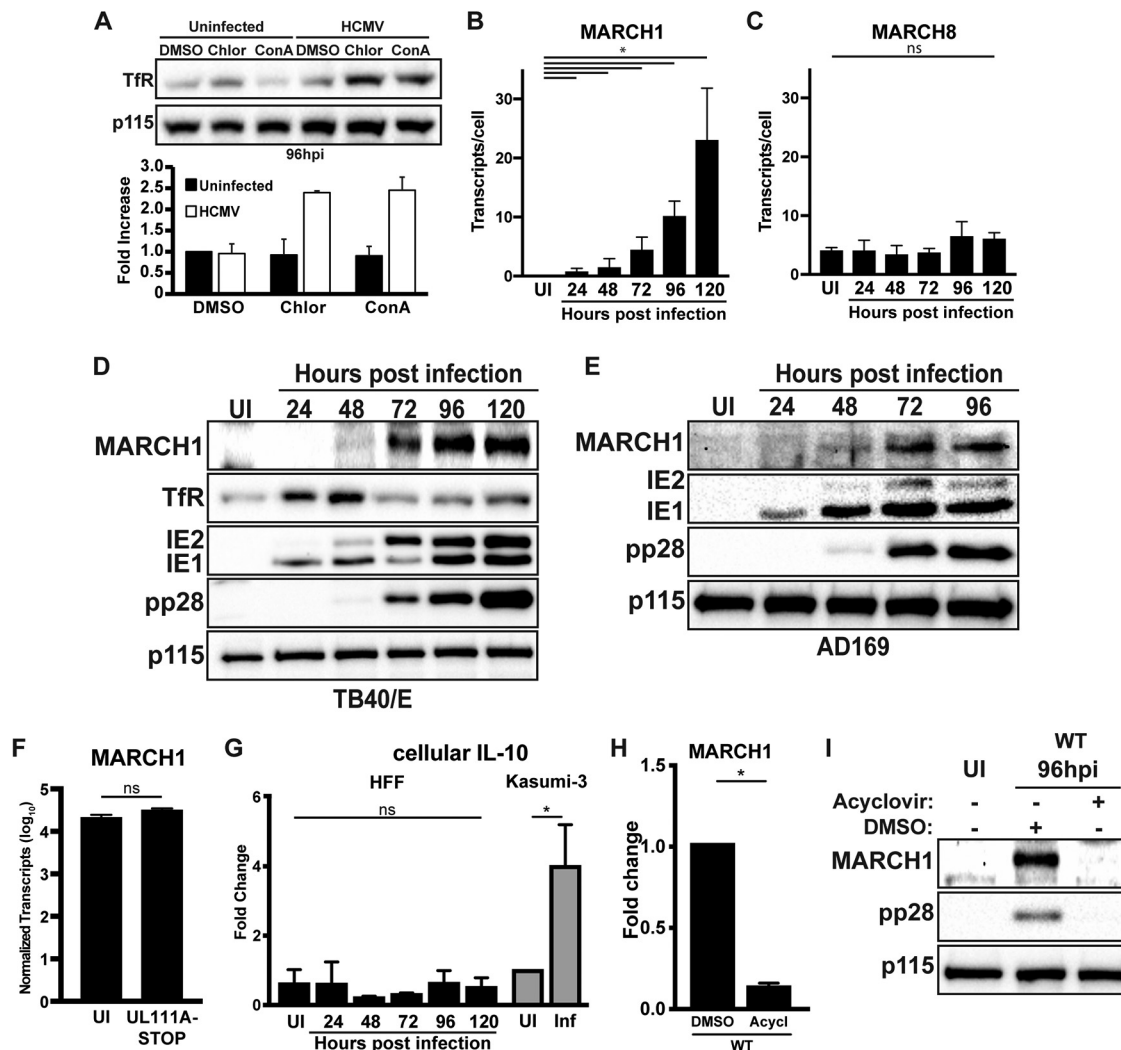 A
Uninfected HCMV
DMSO Chlor ConA DMSO Chlor ConA
TfR
p115
96hpi
Fold Increase
3.0
2.5
2.0
1.5
1.0
0.5
0
Uninfected
HCMV
DMSO Chlor ConA
B
MARCH1
*
Transcripts/cell
30
20
10
0
UI 24 48 72 96 120
Hours post infection
C
MARCH8
ns
Transcripts/cell
30
20
10
0
UI 24 48 72 96 120
Hours post infection
D
Hours post infection
UI 24 48 72 96 120
MARCH1
TfR
IE2
IE1
pp28
p115
TB40/E
E
Hours post infection
UI 24 48 72 96
MARCH1
IE2
IE1
pp28
p115
AD169
F
MARCH1
ns
Normalized Transcripts (log10)
5
4
3
2
1
0
UI UL111A-
STOP
G
cellular IL-10
HFF Kasumi-3
ns *
Fold Change
6
4
2
0
UI 24 48 72 96 120 UI Inf
Hours post infection
H
MARCH1
*
Fold change
1.5
1.0
0.5
0.0
DMSO Acycl
WT
I
WT
UI 96hpi
Acyclovir: - - +
DMSO: - + -
MARCH1
pp28
p115